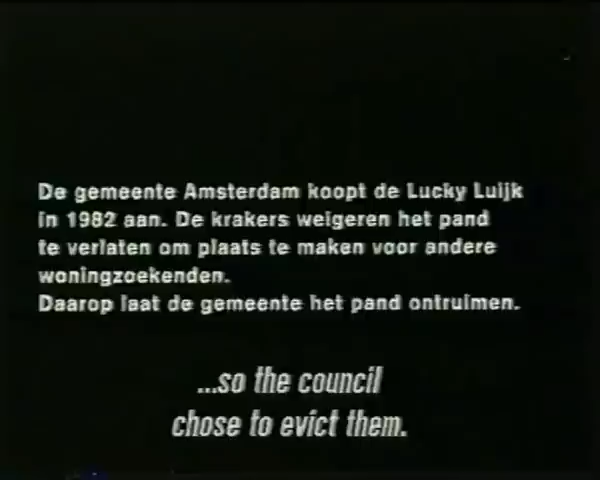 De gemeente Amsterdam koopt de Lucky Luijk
in 1982 aan. De krakers weigeren het pand
te verlaten om plaats te maken voor andere
woningzoekenden.
Daarop laat de gemeente het pand ontruimen.
...so the council
chose to evict them.